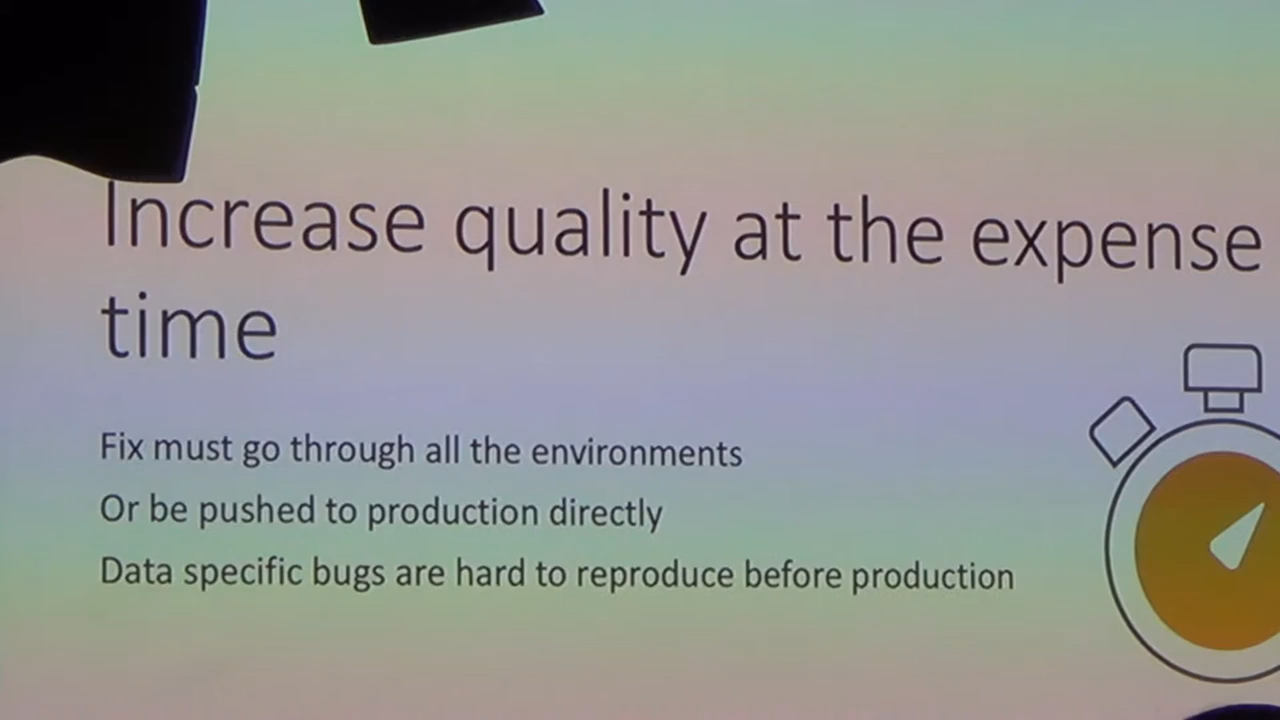 Increase quality at the expense
time
Fix must go through all the environments
Or be pushed to production directly
Data specific bugs are hard to reproduce before production